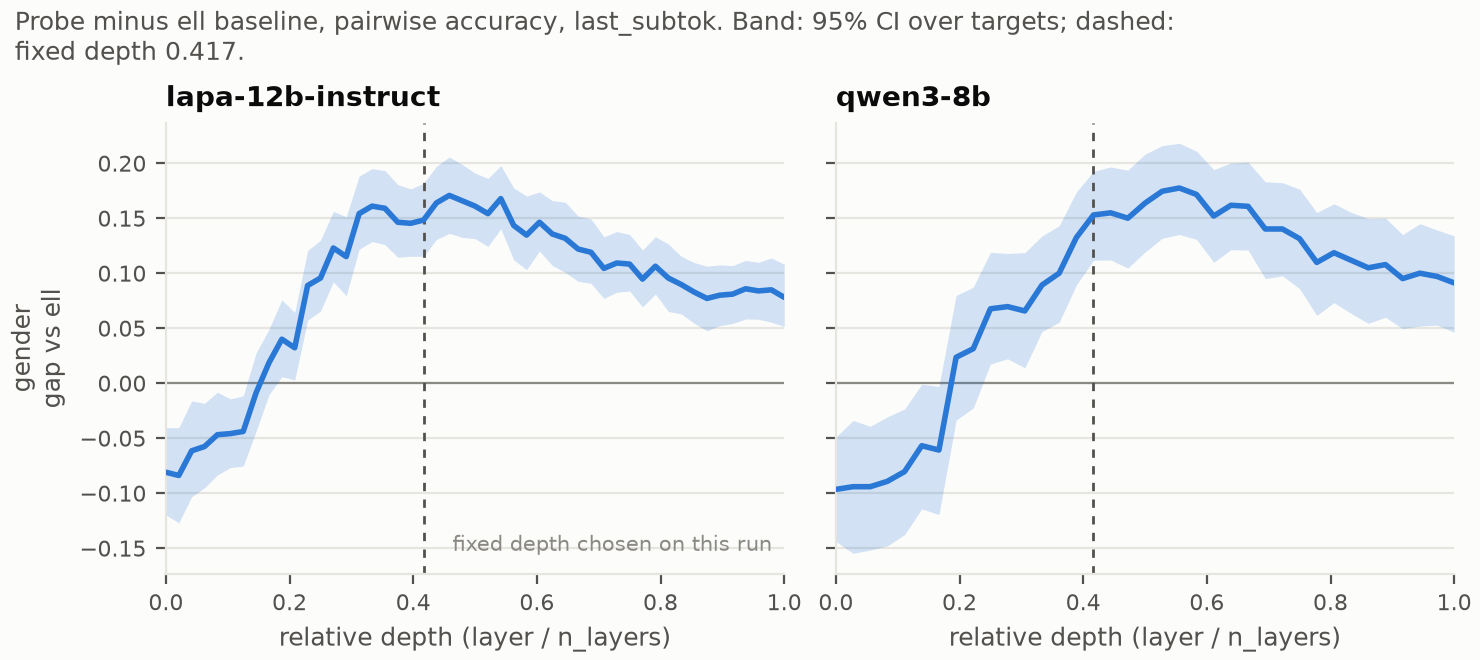 Probe minus ell baseline, pairwise accuracy, last_subtok. Band: 95% CI over targets; dashed:
fixed depth 0.417.
lapa-12b-instruct
qwen3-8b
gender
gap vs ell
0.20
0.15
0.10
0.05
0.00
−0.05
−0.10
−0.15
fixed depth chosen on this run
0.0 0.2 0.4 0.6 0.8 1.0
0.0 0.2 0.4 0.6 0.8 1.0
relative depth (layer / n_layers)
relative depth (layer / n_layers)